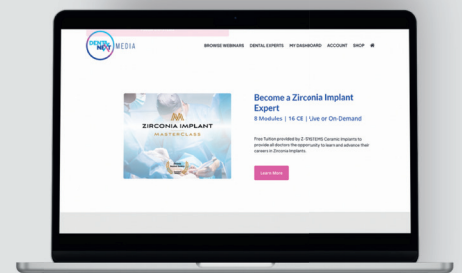 DENTAL
NEXT MEDIA
BROWSE WEBINARS DENTAL EXPERTS MY DASHBOARD ACCOUNT SHOP
Become a Zirconia Implant
Expert
8 Modules | 16 CE | Live or On-Demand
ZIRCONIA IMPLANT
MASTERCLASS
Free Tuition provided by Z-SYSTEMS Ceramic Implants to
provide all doctors the opportunity to learn and advance their
careers in Zirconia Implants.
Learn More